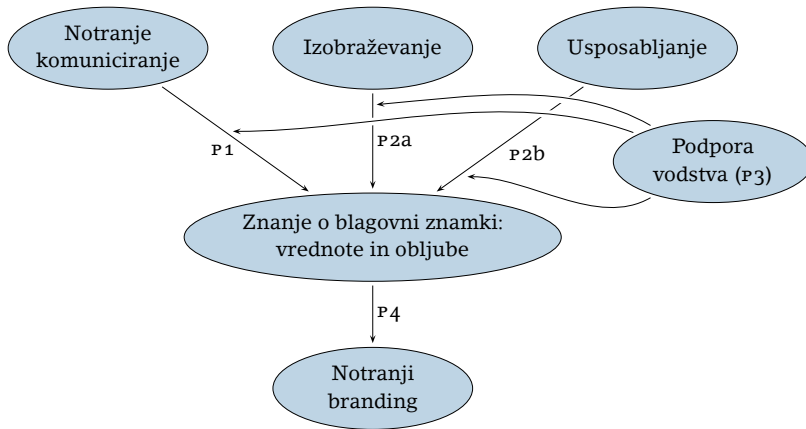 Notranje
komuniciranje
Izobraževanje
Usposabljanje
P1
P2a
P2b
Podpora
vodstva (P3)
Znanje o blagovni znamki:
vrednote in obljube
P4
Notranji
branding